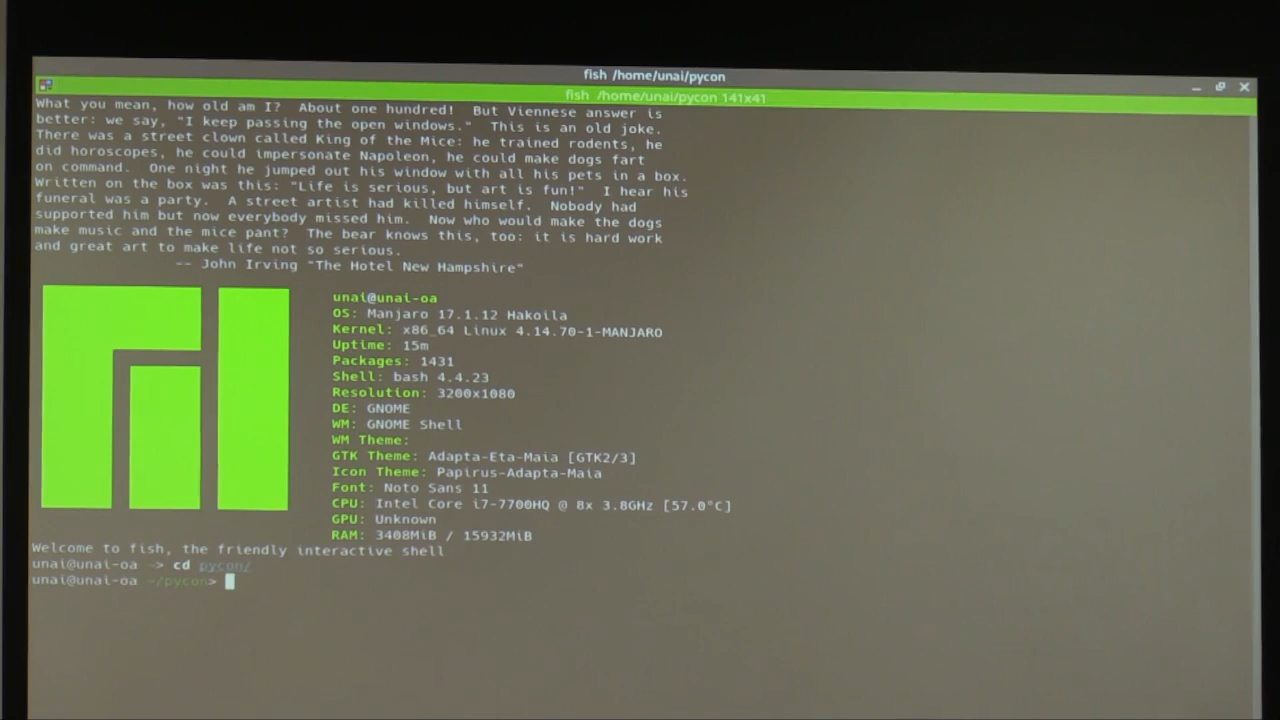 fish /home/unai/pycon
fish /home/unai/pycon 141x41
What you mean, how old am I?  About one hundred!  But Viennese answer is
better: we say, "I keep passing the open windows."  This is an old joke.
There was a street clown called King of the Mice: he trained rodents, he
did horoscopes, he could impersonate Napoleon, he could make dogs fart
on command.  One night he jumped out his window with all his pets in a box.
Written on the box was this: "Life is serious, but art is fun!"  I hear his
funeral was a party.  A street artist had killed himself.  Nobody had
supported him but now everybody missed him.  Now who would make the dogs
make music and the mice pant?  The bear knows this, too: it is hard work
and great art to make life not so serious.
-- John Irving "The Hotel New Hampshire"
unai@unai-oa
OS: Manjaro 17.1.12 Hakoila
Kernel: x86_64 Linux 4.14.70-1-MANJARO
Uptime: 15m
Packages: 1431
Shell: bash 4.4.23
Resolution: 3200x1080
DE: GNOME
WM: GNOME Shell
WM Theme:
GTK Theme: Adapta-Eta-Maia [GTK2/3]
Icon Theme: Papirus-Adapta-Maia
Font: Noto Sans 11
CPU: Intel Core i7-7700HQ @ 8x 3.8GHz [57.0°C]
GPU: Unknown
RAM: 3408MiB / 15932MiB
Welcome to fish, the friendly interactive shell
unai@unai-oa ~> cd pycon/
unai@unai-oa ~/pycon>